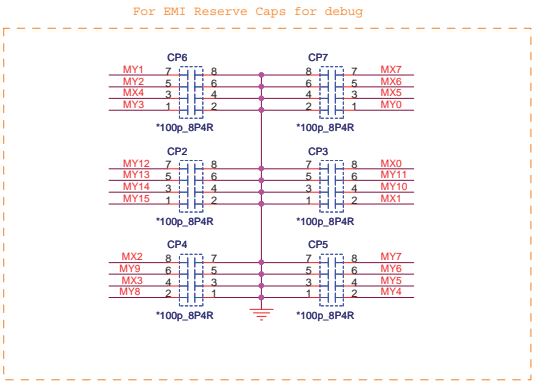 For EMI Reserve Caps for debug
CP6 CP7
MY1 7 8 8 7 MX7
MY2 5 6 6 5 MX6
MX4 3 4 4 3 MX5
MY3 1 2 2 1 MY0
*100p_8P4R *100p_8P4R
CP2 CP3
MY12 7 8 7 8 MX0
MY13 5 6 5 6 MY11
MY14 3 4 3 4 MY10
MY15 1 2 1 2 MX1
*100p_8P4R *100p_8P4R
CP4 CP5
MX2 8 7 7 8 MY7
MY9 6 5 5 6 MY6
MX3 4 3 3 4 MY5
MY8 2 1 1 2 MY4
*100p_8P4R *100p_8P4R